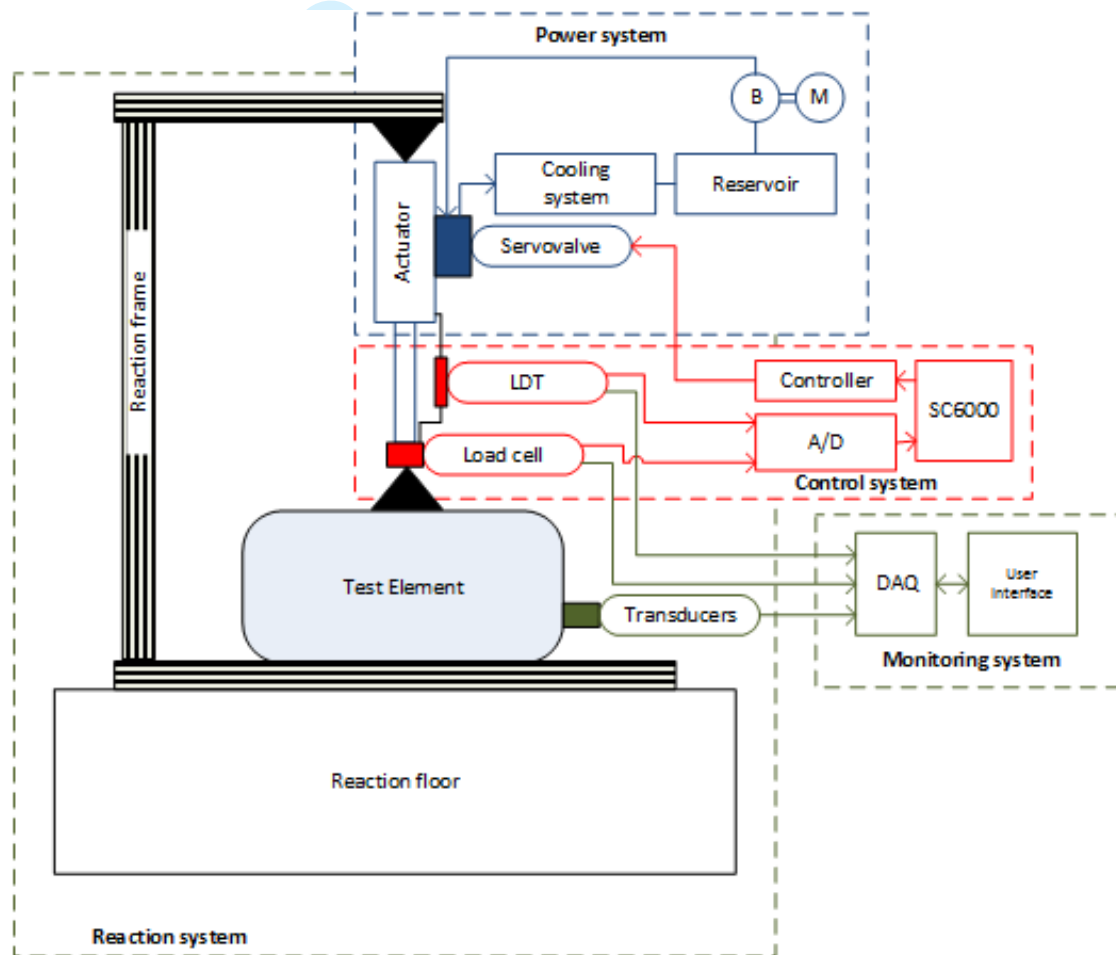 Power system
B
M
Cooling
system
Reservoir
Actuator
Servovalve
Reaction frame
LDT
Controller
SC6000
A/D
Load cell
Control system
Test Element
Transducers
DAQ
User
Interface
Monitoring system
Reaction floor
Reaction system